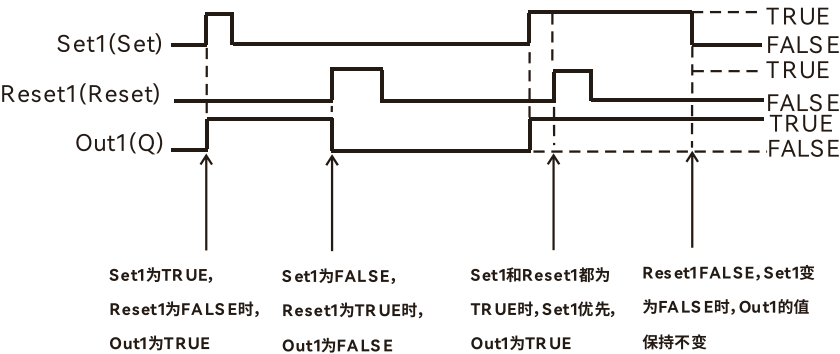 TRUE
Set1(Set)
FALSE
TRUE
Reset1(Reset)
FALSE
TRUE
Out1(Q)
FALSE
Set1为TRUE,
Reset1为FALSE时,
Out1为TRUE
Set1为FALSE,
Reset1为TRUE时,
Out1为FALSE
Set1和Reset1都为
TRUE时,Set1优先,
Out1为TRUE
Reset1FALSE,Set1变
为FALSE时,Out1的值
保持不变